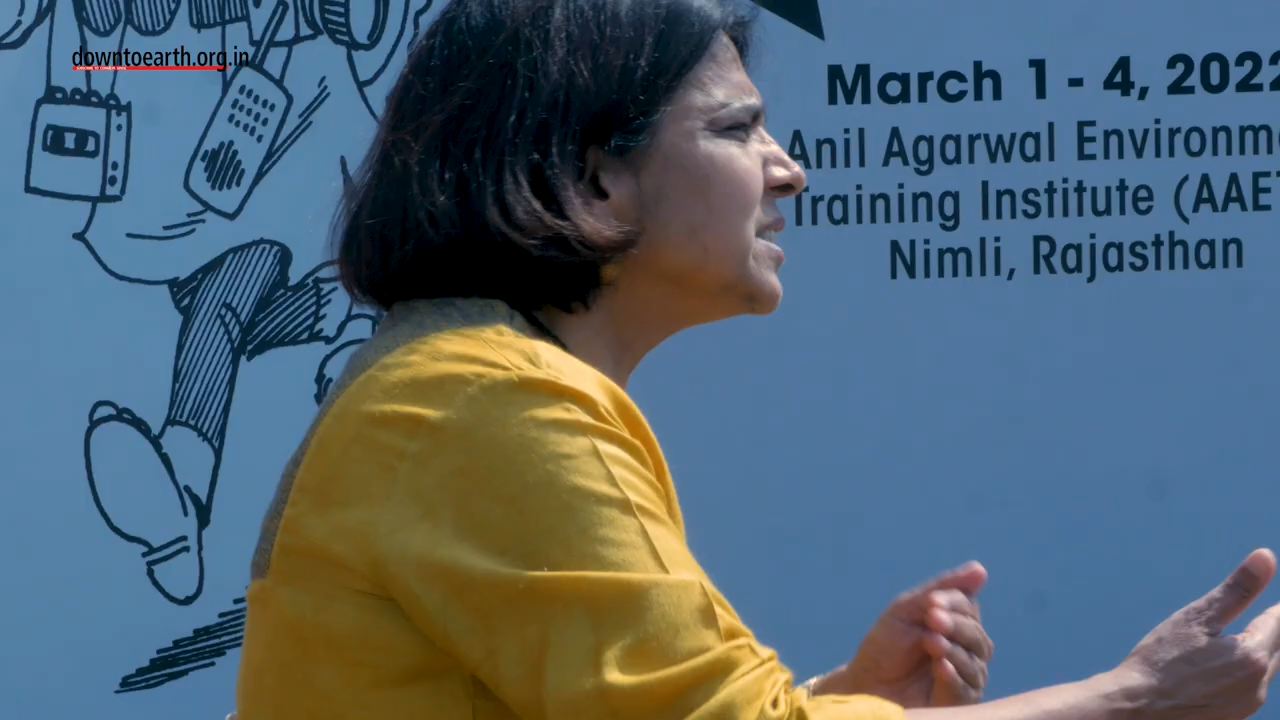 downtoearth.org.in
March 1 - 4, 2022
Anil Agarwal Environm
Training Institute (AAET
Nimli, Rajasthan